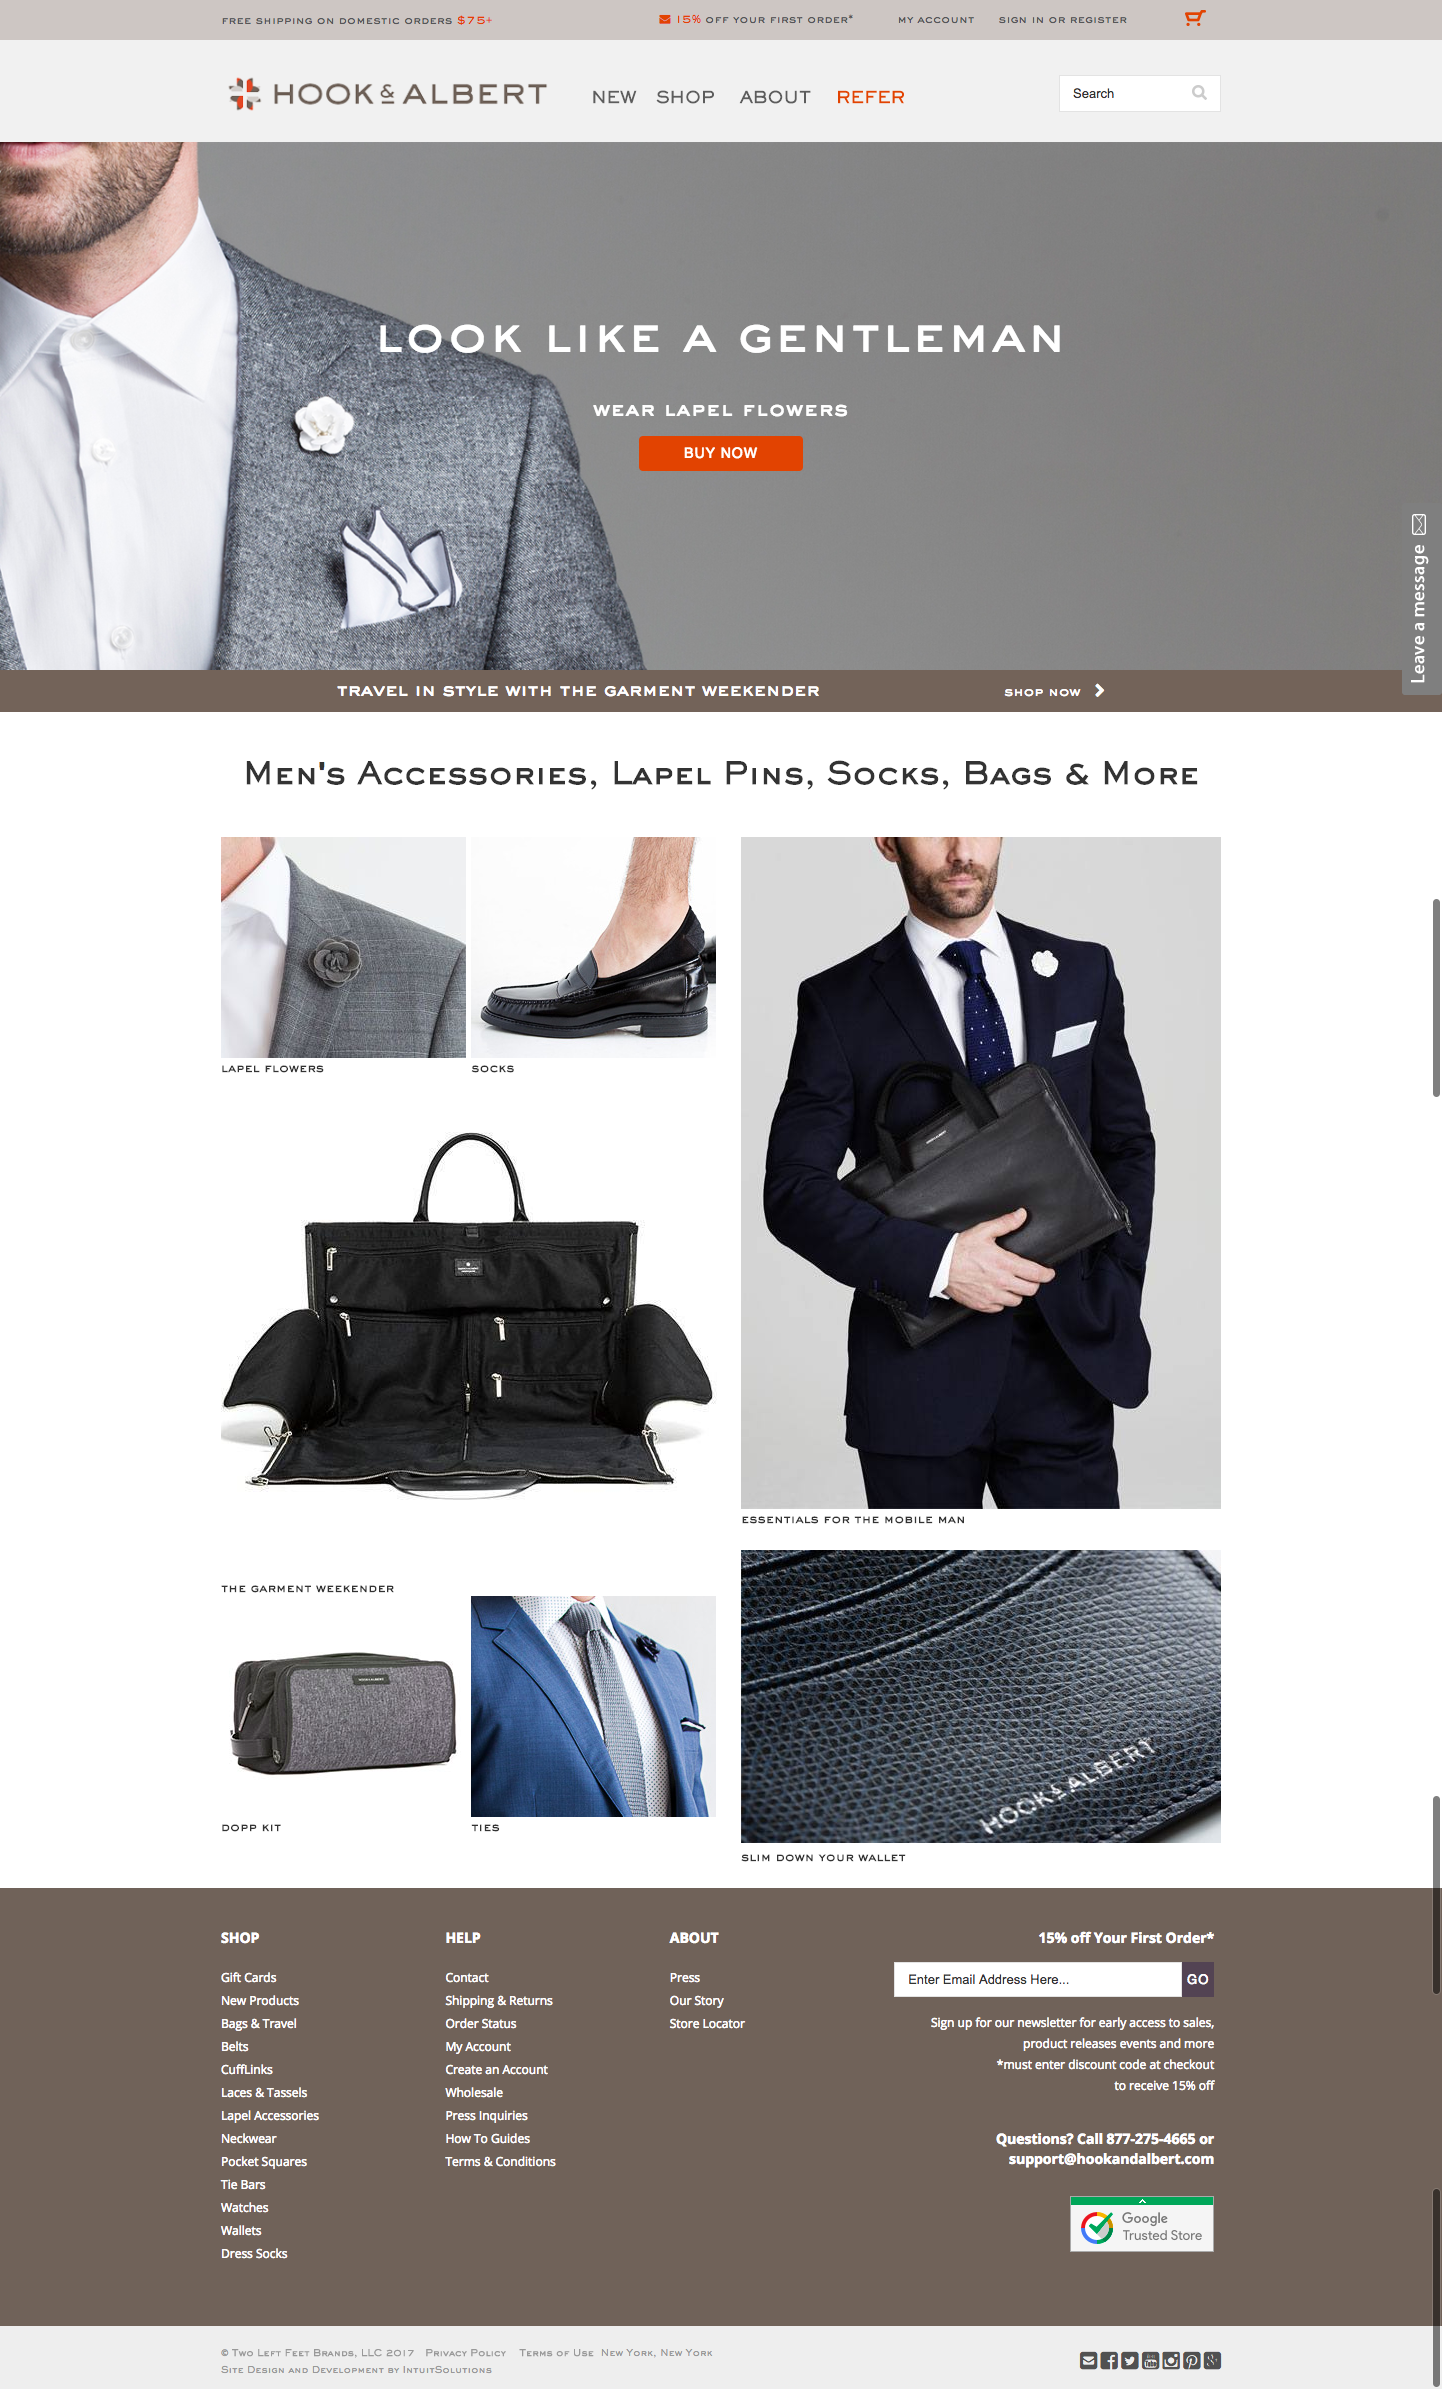 FREE SHIPPING ON DOMESTIC ORDERS $75+
15% OFF YOUR FIRST ORDER*
MY ACCOUNT
SIGN IN OR REGISTER
HOOK & ALBERT
NEW
SHOP
ABOUT
REFER
Search
LOOK LIKE A GENTLEMAN
WEAR LAPEL FLOWERS
BUY NOW
Leave a message
TRAVEL IN STYLE WITH THE GARMENT WEEKENDER
SHOP NOW
Men's Accessories, Lapel Pins, Socks, Bags & More
LAPEL FLOWERS
SOCKS
ESSENTIALS FOR THE MOBILE MAN
THE GARMENT WEEKENDER
HOOK&ALBERT
DOPP KIT
TIES
HOOK&ALBERT
SLIM DOWN YOUR WALLET
SHOP
Gift Cards
New Products
Bags & Travel
Belts
CuffLinks
Laces & Tassels
Lapel Accessories
Neckwear
Pocket Squares
Tie Bars
Watches
Wallets
Dress Socks
HELP
Contact
Shipping & Returns
Order Status
My Account
Create an Account
Wholesale
Press Inquiries
How To Guides
Terms & Conditions
ABOUT
Press
Our Story
Store Locator
15% off Your First Order*
Enter Email Address Here...
GO
Sign up for our newsletter for early access to sales,
product releases events and more
*must enter discount code at checkout
to receive 15% off
Questions? Call 877-275-4665 or
support@hookandalbert.com
Google
Trusted Store
© Two Left Feet Brands, LLC 2017 Privacy Policy Terms of Use New York, New York
Site Design and Development by IntuitSolutions